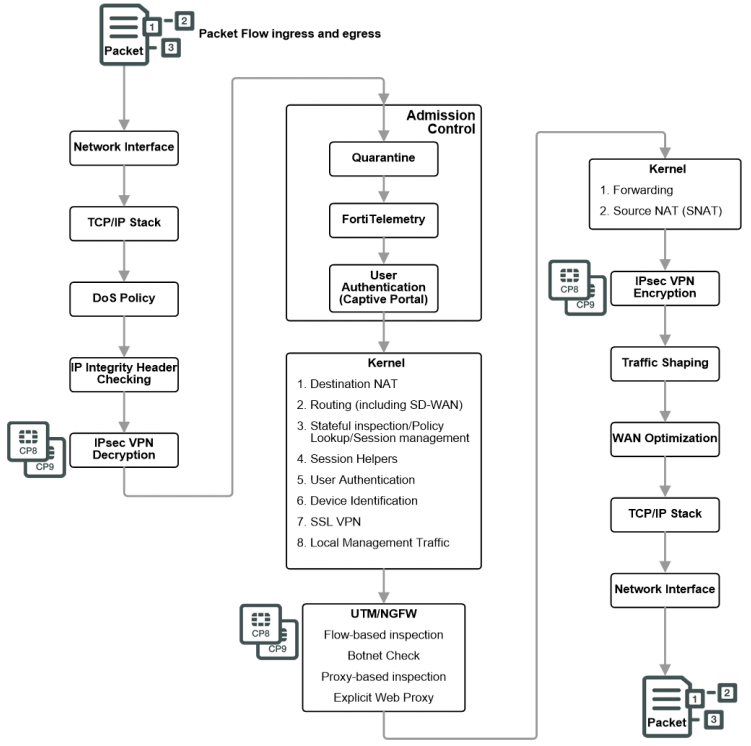 Packet Flow ingress and egress
1
2
3
Packet
Network Interface
TCP/IP Stack
DoS Policy
IP Integrity Header
Checking
IPsec VPN
Decryption
CP8
CP9
Admission
Control
Quarantine
FortiTelemetry
User
Authentication
(Captive Portal)
Kernel
1. Destination NAT
2. Routing (including SD-WAN)
3. Stateful inspection/Policy
Lookup/Session management
4. Session Helpers
5. User Authentication
6. Device Identification
7. SSL VPN
8. Local Management Traffic
CP8
CP9
UTM/NGFW
Flow-based inspection
Botnet Check
Proxy-based inspection
Explicit Web Proxy
Kernel
1. Forwarding
2. Source NAT (SNAT)
CP8
CP9
IPsec VPN
Encryption
Traffic Shaping
WAN Optimization
TCP/IP Stack
Network Interface
1
2
3
Packet